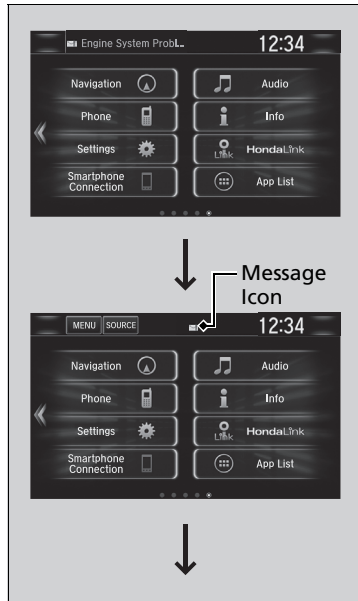 Engine System Probl... 12:34
Navigation Audio
Phone Info
Settings Link HondaLink
Smartphone
Connection App List
Message
Icon
MENU SOURCE 12:34
Navigation Audio
Phone Info
Settings Link HondaLink
Smartphone
Connection App List